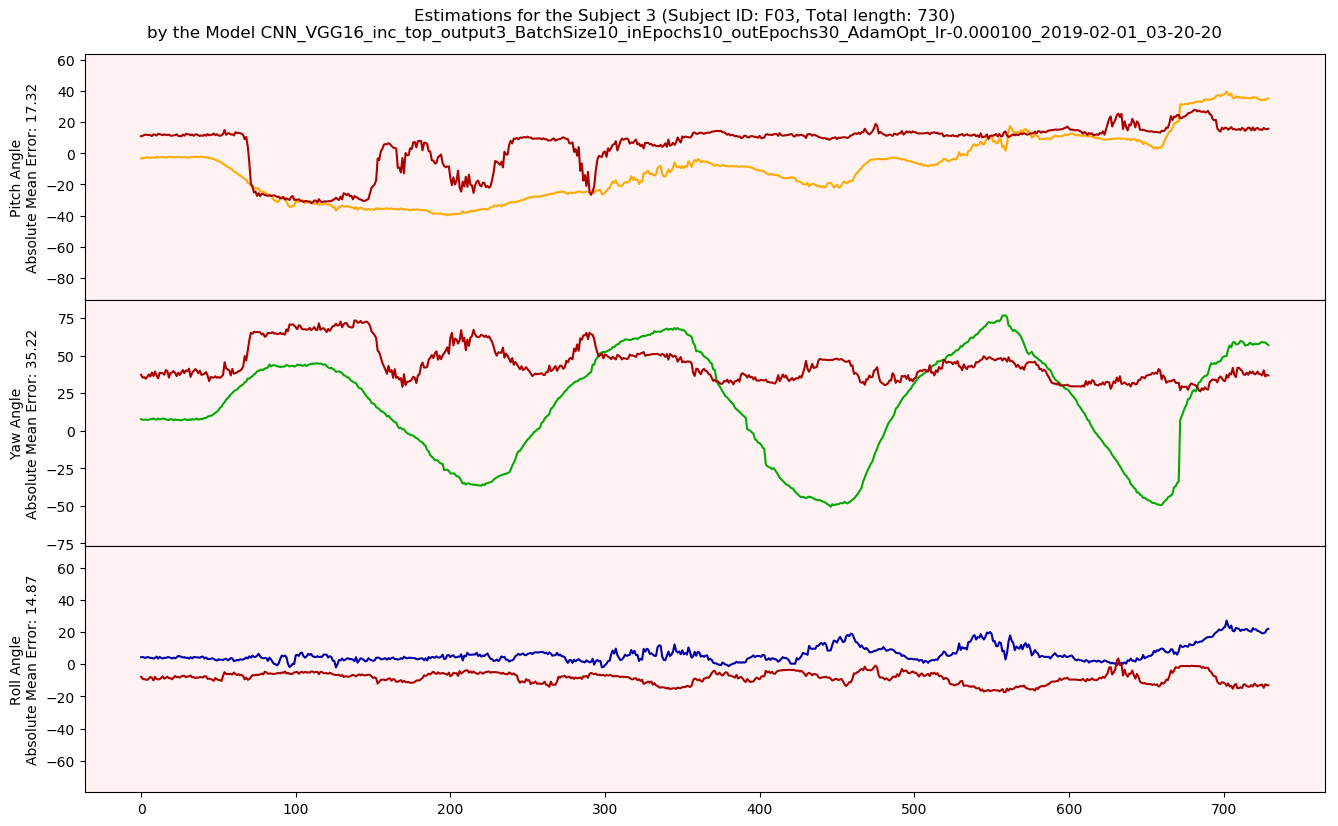 Estimations for the Subject 3 (Subject ID: F03, Total length: 730)
by the Model CNN_VGG16_inc_top_output3_BatchSize10_inEpochs10_outEpochs30_AdamOpt_lr-0.000100_2019-02-01_03-20-20
Pitch Angle
Absolute Mean Error: 17.32
60
40
20
0
−20
−40
−60
−80
Yaw Angle
Absolute Mean Error: 35.22
75
50
25
0
−25
−50
−75
Roll Angle
Absolute Mean Error: 14.87
60
40
20
0
−20
−40
−60
0 100 200 300 400 500 600 700